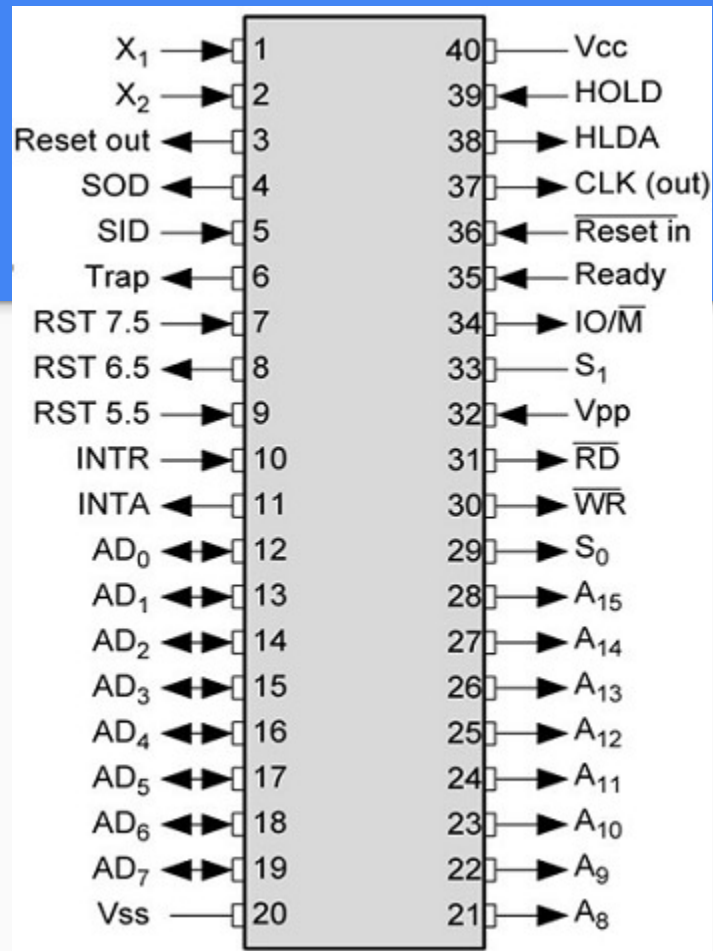 X₁ 1 40 Vcc
X₂ 2 39 HOLD
Reset out 3 38 HLDA
SOD 4 37 CLK (out)
SID 5 36 R̅e̅s̅e̅t̅ ̅i̅n̅
Trap 6 35 Ready
RST 7.5 7 34 IO/M̅
RST 6.5 8 33 S₁
RST 5.5 9 32 Vpp
INTR 10 31 R̅D̅
INTA 11 30 W̅R̅
AD₀ 12 29 S₀
AD₁ 13 28 A₁₅
AD₂ 14 27 A₁₄
AD₃ 15 26 A₁₃
AD₄ 16 25 A₁₂
AD₅ 17 24 A₁₁
AD₆ 18 23 A₁₀
AD₇ 19 22 A₉
Vss 20 21 A₈